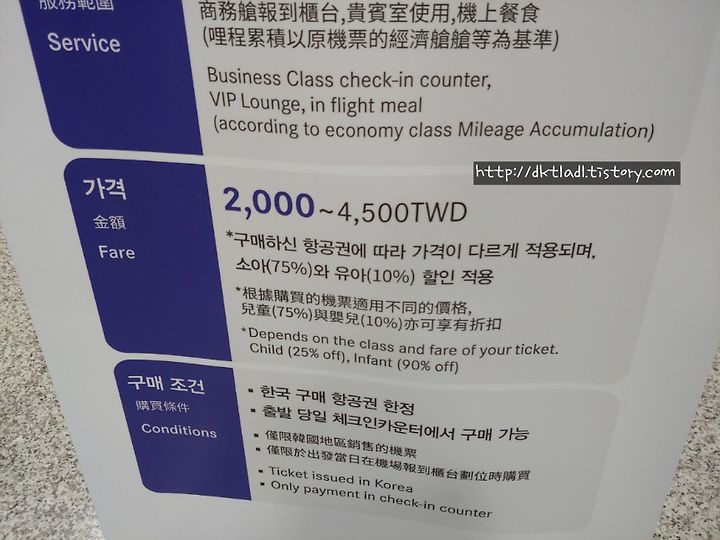 服務範圍
Service
商務艙報到櫃台,貴賓室使用,機上餐食
(哩程累積以原機票的經濟艙艙等為基準)
Business Class check-in counter,
VIP Lounge, in flight meal
(according to economy class Mileage Accumulation)
http://dktladl.tistory.com
가격
金額
Fare
2,000~4,500TWD
*구매하신 항공권에 따라 가격이 다르게 적용되며,
소아(75%)와 유아(10%) 할인 적용
*根據購買的機票適用不同的價格,
兒童(75%)與嬰兒(10%)亦可享有折扣
*Depends on the class and fare of your ticket.
Child (25% off), Infant (90% off)
구매 조건
購買條件
Conditions
▪ 한국 구매 항공권 한정
▪ 출발 당일 체크인카운터에서 구매 가능
▪ 僅限韓國地區銷售的機票
▪ 僅限於出發當日在機場報到櫃台劃位時購買
▪ Ticket issued in Korea
▪ Only payment in check-in counter